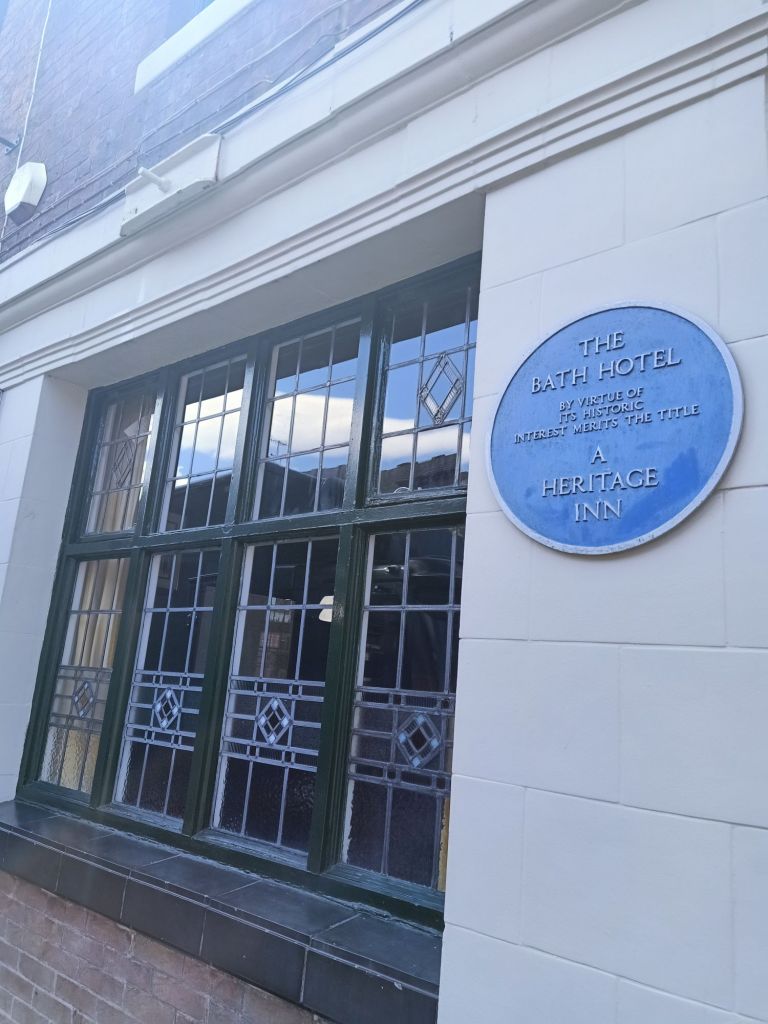 THE
BATH HOTEL
BY VIRTUE OF
ITS HISTORIC
INTEREST MERITS THE TITLE
A
HERITAGE
INN